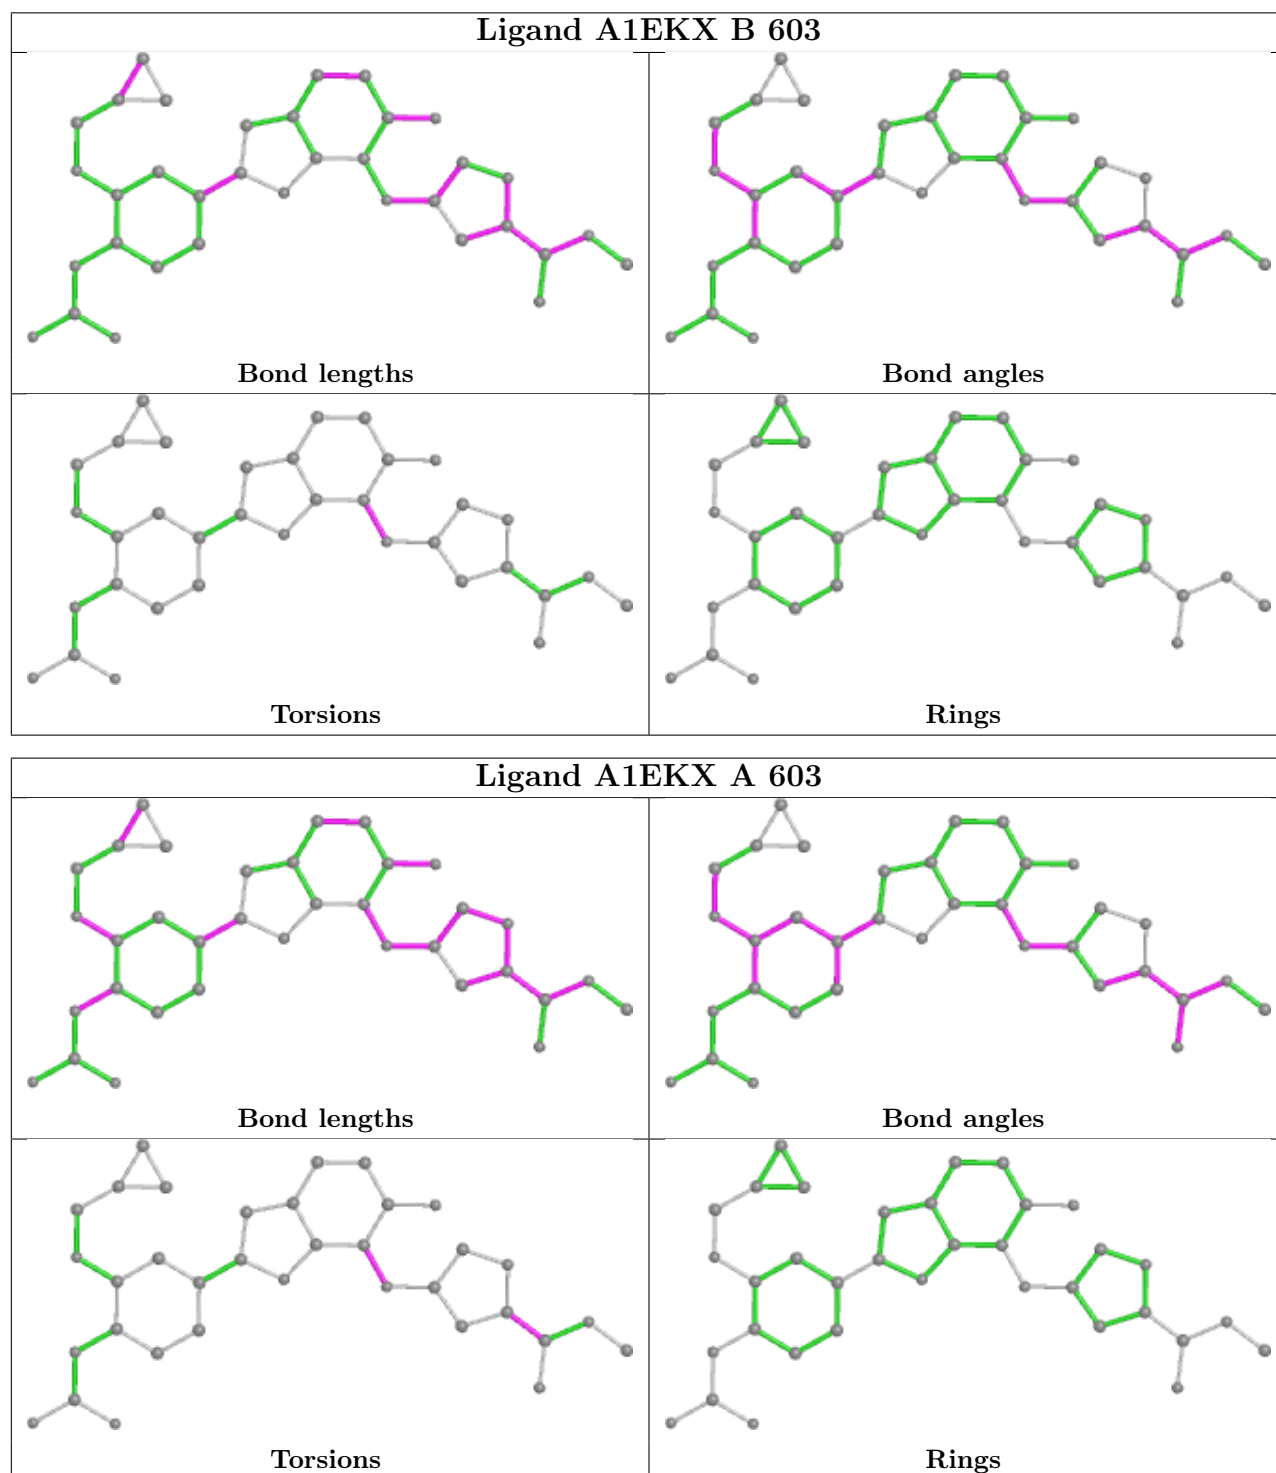 Ligand A1EKX B 603
Bond lengths
Bond angles
Torsions
Rings
Ligand A1EKX A 603
Bond lengths
Bond angles
Torsions
Rings